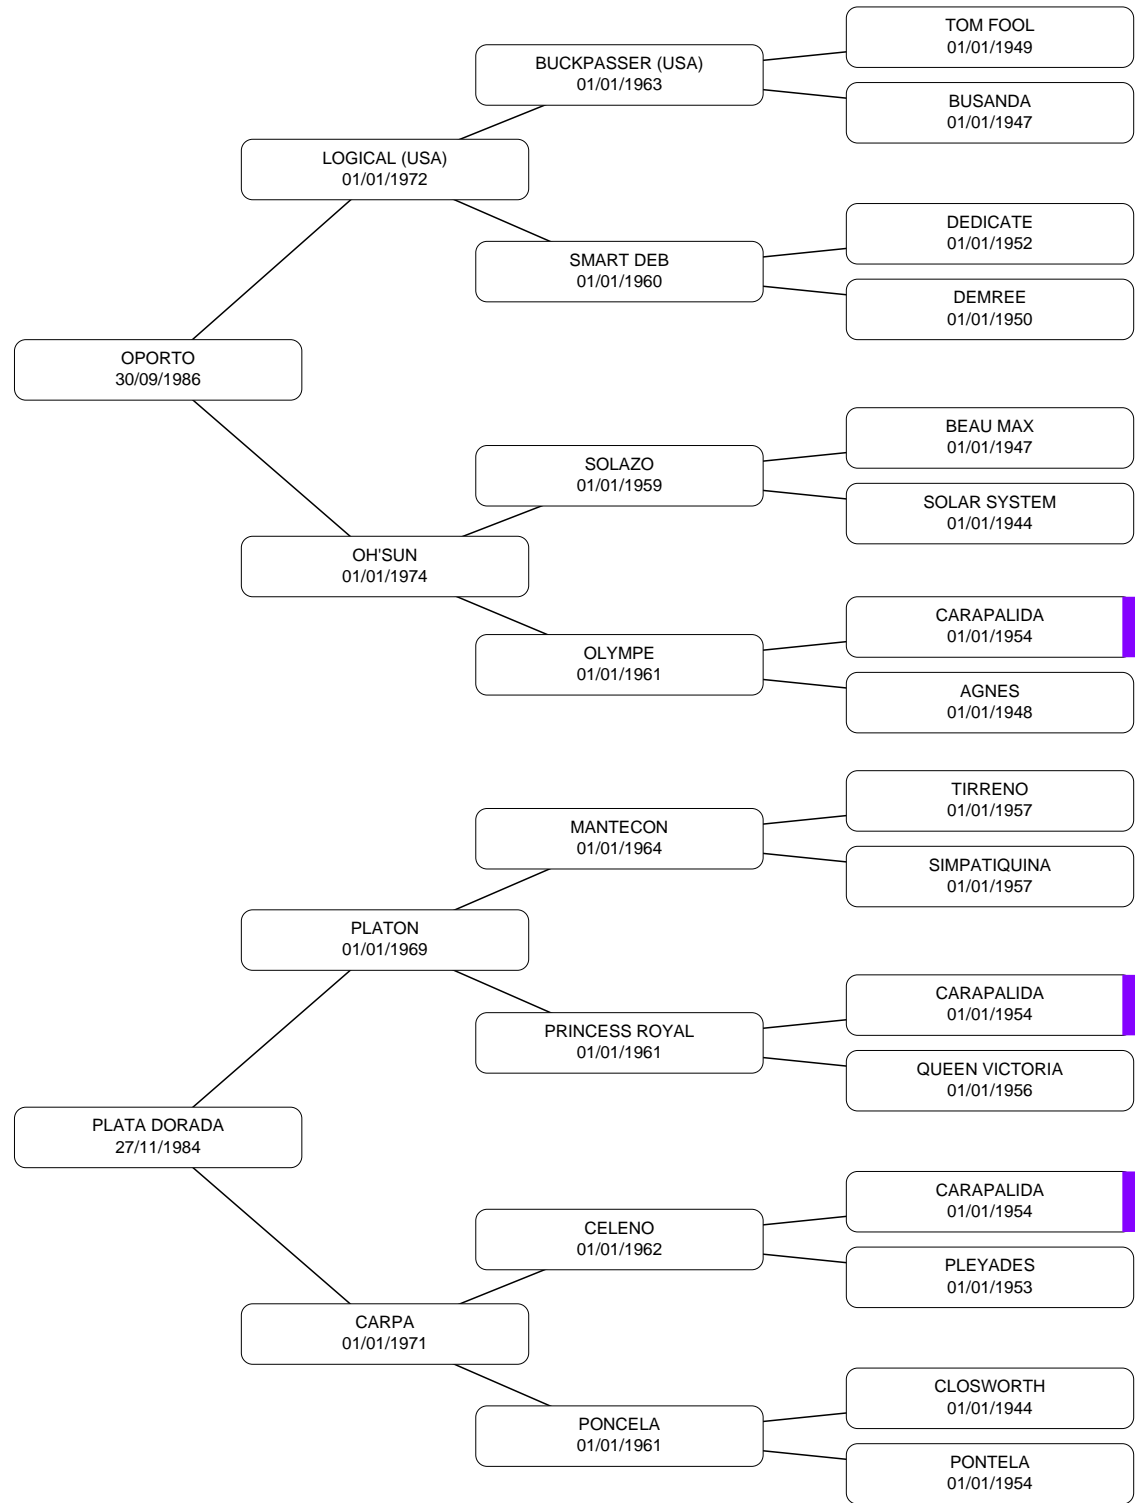 TOM FOOL
01/01/1949
BUCKPASSER (USA)
01/01/1963
BUSANDA
01/01/1947
LOGICAL (USA)
01/01/1972
DEDICATE
01/01/1952
SMART DEB
01/01/1960
DEMREE
01/01/1950
OPORTO
30/09/1986
BEAU MAX
01/01/1947
SOLAZO
01/01/1959
SOLAR SYSTEM
01/01/1944
OH'SUN
01/01/1974
CARAPALIDA
01/01/1954
OLYMPE
01/01/1961
AGNES
01/01/1948
TIRRENO
01/01/1957
MANTECON
01/01/1964
SIMPATIQUINA
01/01/1957
PLATON
01/01/1969
CARAPALIDA
01/01/1954
PRINCESS ROYAL
01/01/1961
QUEEN VICTORIA
01/01/1956
PLATA DORADA
27/11/1984
CARAPALIDA
01/01/1954
CELENO
01/01/1962
PLEYADES
01/01/1953
CARPA
01/01/1971
CLOSWORTH
01/01/1944
PONCELA
01/01/1961
PONTELA
01/01/1954